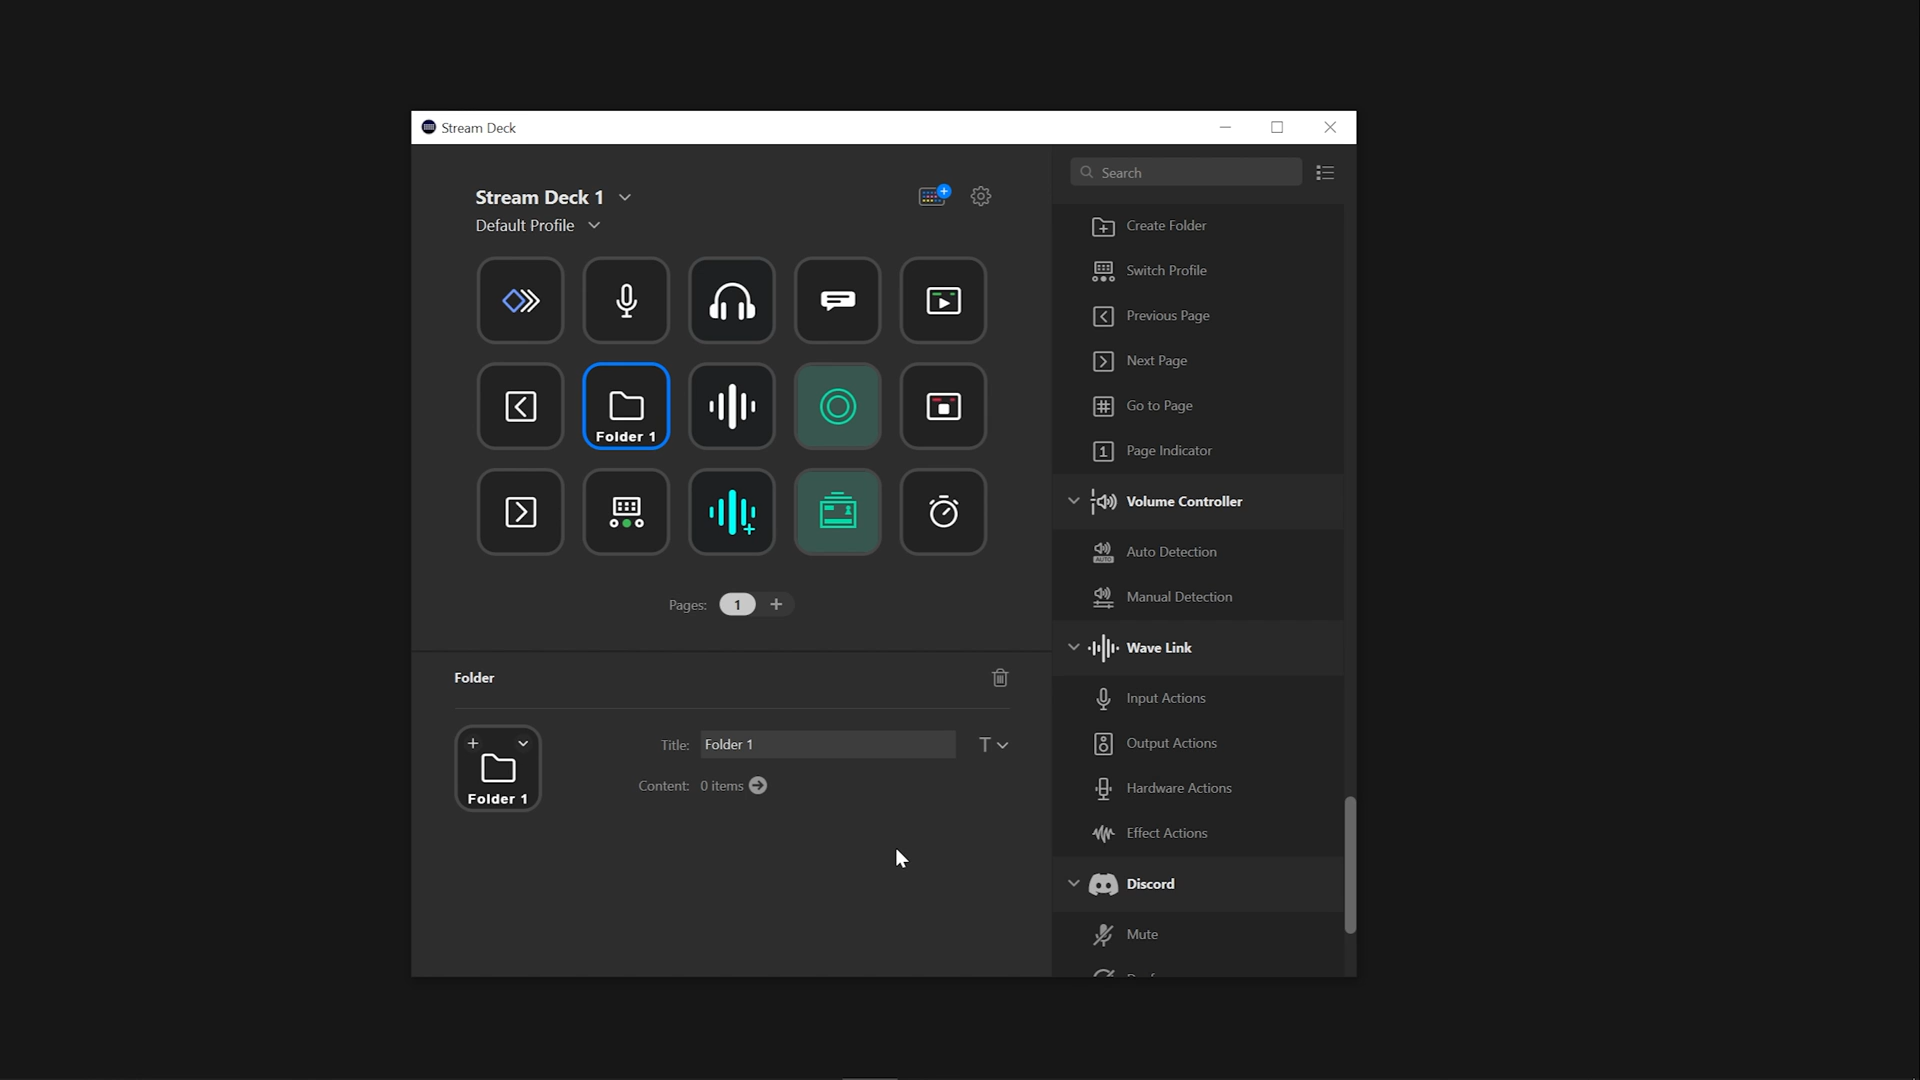 Stream Deck
Search
Stream Deck 1
Default Profile
Create Folder
Switch Profile
Previous Page
Next Page
# Go to Page
1 Page Indicator
Folder 1
Volume Controller
AUTO Auto Detection
Manual Detection
Pages: 1 +
Wave Link
Folder
Input Actions
Folder 1
Title: Folder 1
T
Output Actions
Content: 0 items
Hardware Actions
Effect Actions
Discord
Mute